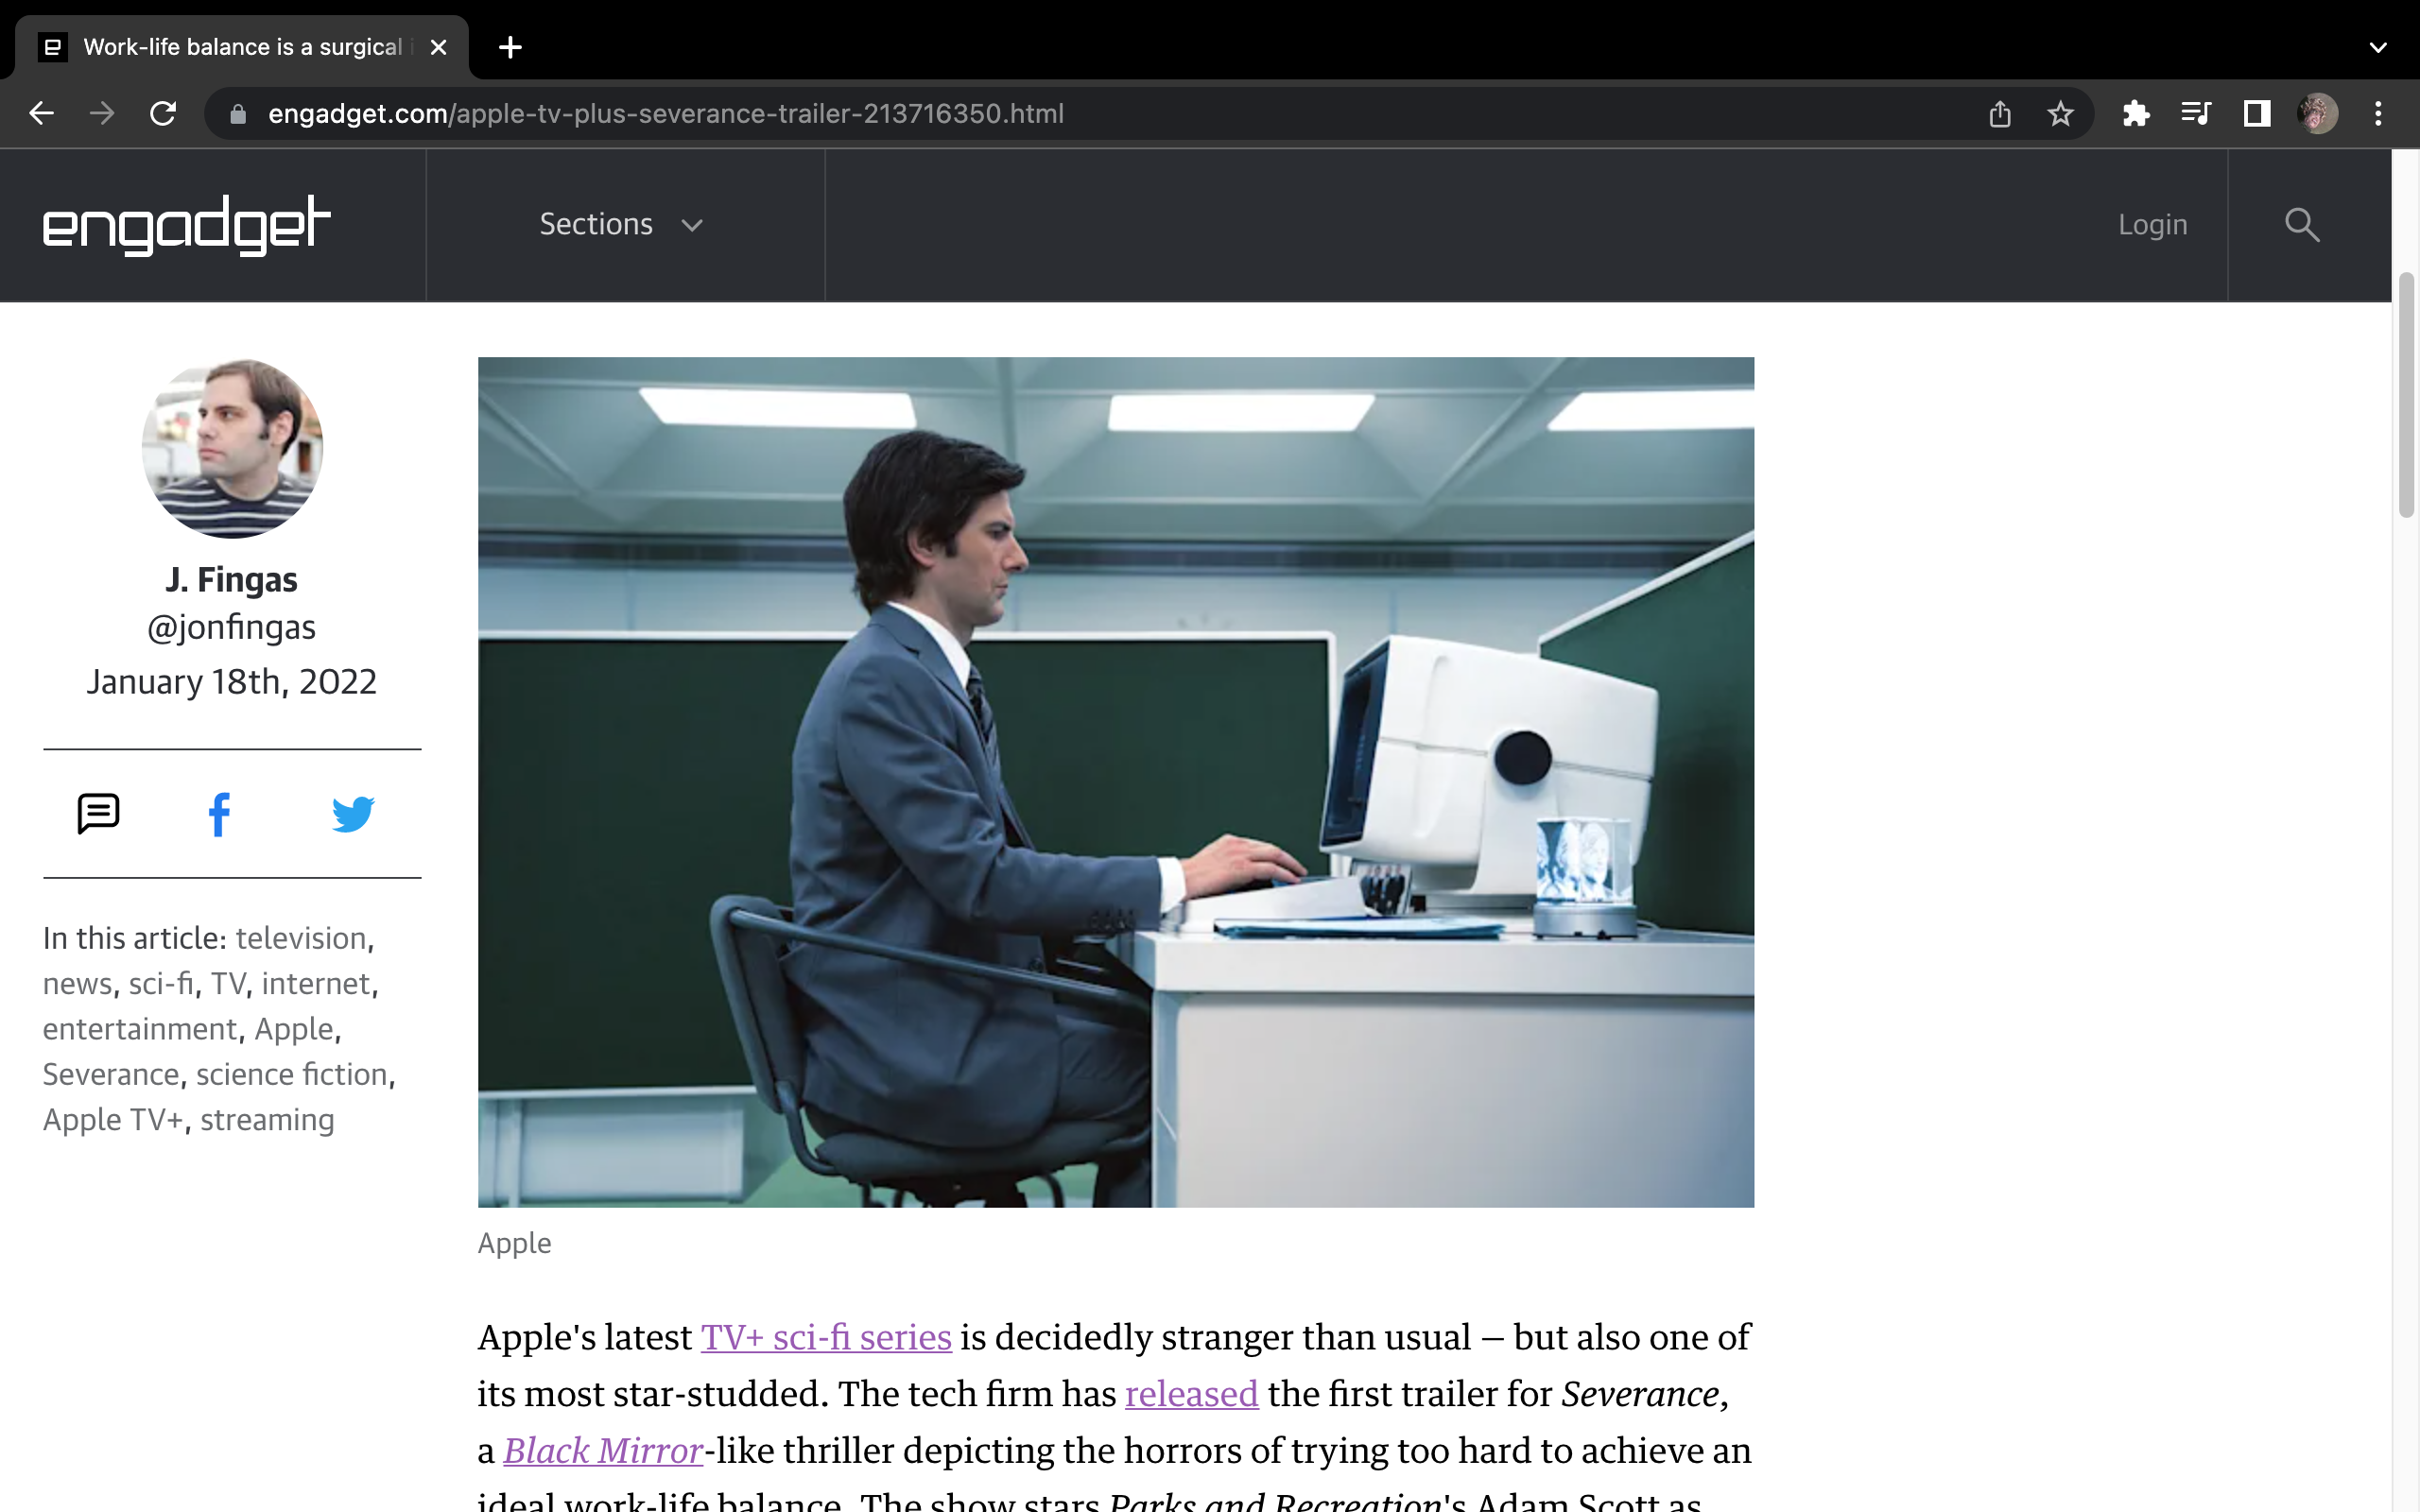 Work-life balance is a surgical
engadget.com/apple-tv-plus-severance-trailer-213716350.html
engadget
Sections
Login
J. Fingas
@jonfingas
January 18th, 2022
In this article: television,
news, sci-fi, TV, internet,
entertainment, Apple,
Severance, science fiction,
Apple TV+, streaming
Apple
Apple's latest TV+ sci-fi series is decidedly stranger than usual — but also one of
its most star-studded. The tech firm has released the first trailer for Severance,
a Black Mirror-like thriller depicting the horrors of trying too hard to achieve an
ideal work-life balance. The show stars Parks and Recreation's Adam Scott as